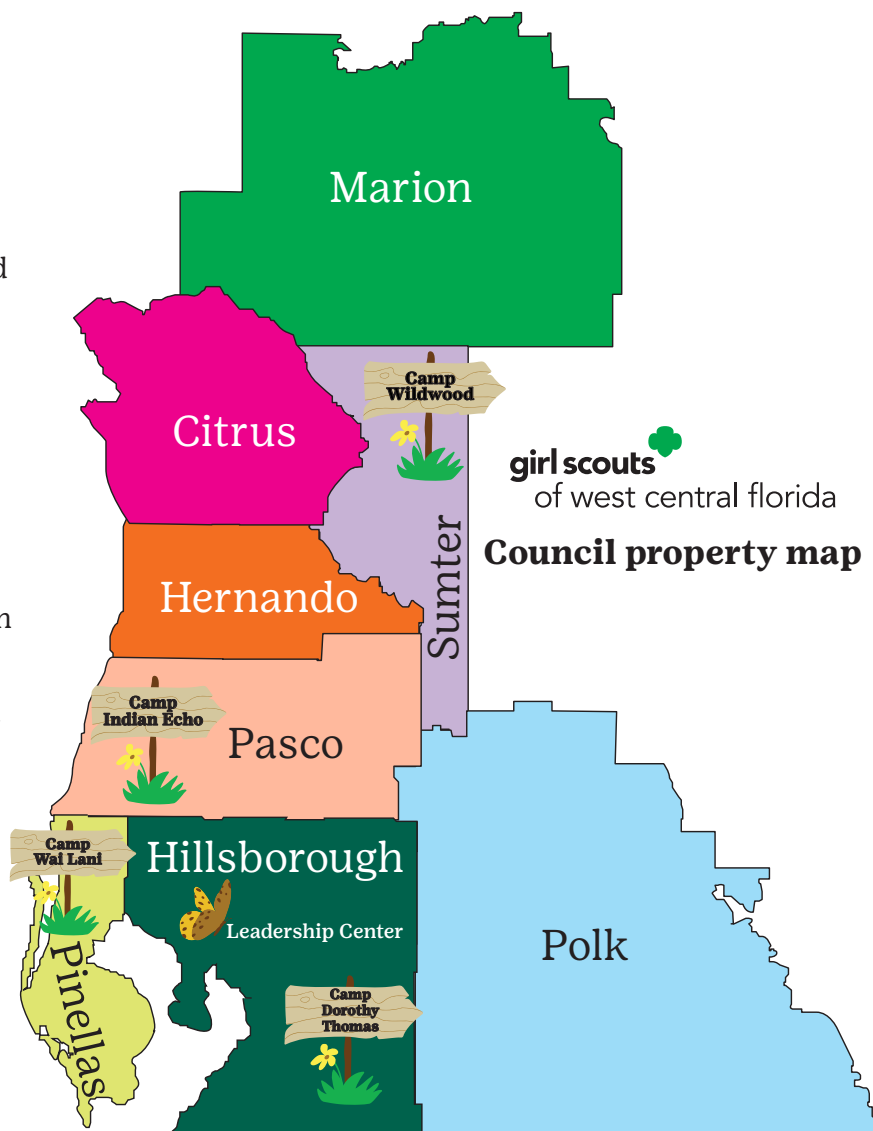 Marion
d
Camp
Wildwood
Citrus
girl scouts
of west central florida
Council property map
Sumter
Hernando
n
Camp
Indian Echo
Pasco
Camp
Wai Lani
Hillsborough
Leadership Center
Polk
Pinellas
Camp
Dorothy
Thomas